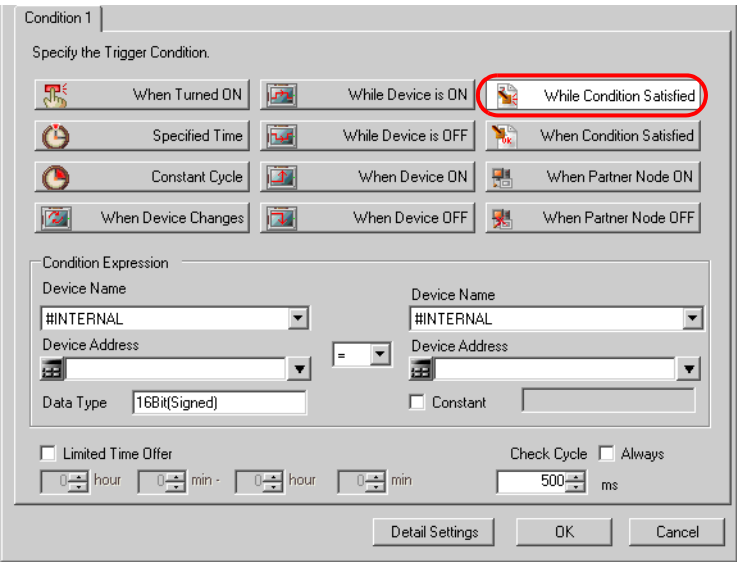 Condition 1
Specify the Trigger Condition.
When Turned ON While Device is ON While Condition Satisfied
Specified Time While Device is OFF When Condition Satisfied
Constant Cycle When Device ON When Partner Node ON
When Device Changes When Device OFF When Partner Node OFF
Condition Expression
Device Name Device Name
#INTERNAL #INTERNAL
Device Address = Device Address
Data Type 16Bit(Signed) Constant
Limited Time Offer Check Cycle Always
0 hour 0 min - 0 hour 0 min 500 ms
Detail Settings OK Cancel